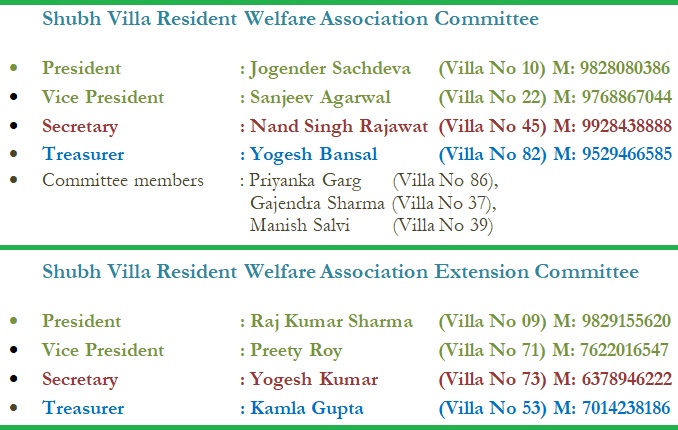 Shubh Villa Resident Welfare Association Committee
• President : Jogender Sachdeva (Villa No 10) M: 9828080386
• Vice President : Sanjeev Agarwal (Villa No 22) M: 9768867044
• Secretary : Nand Singh Rajawat (Villa No 45) M: 9928438888
• Treasurer : Yogesh Bansal (Villa No 82) M: 9529466585
• Committee members : Priyanka Garg (Villa No 86),
Gajendra Sharma (Villa No 37),
Manish Salvi (Villa No 39)
Shubh Villa Resident Welfare Association Extension Committee
• President : Raj Kumar Sharma (Villa No 09) M: 9829155620
• Vice President : Preety Roy (Villa No 71) M: 7622016547
• Secretary : Yogesh Kumar (Villa No 73) M: 6378946222
• Treasurer : Kamla Gupta (Villa No 53) M: 7014238186